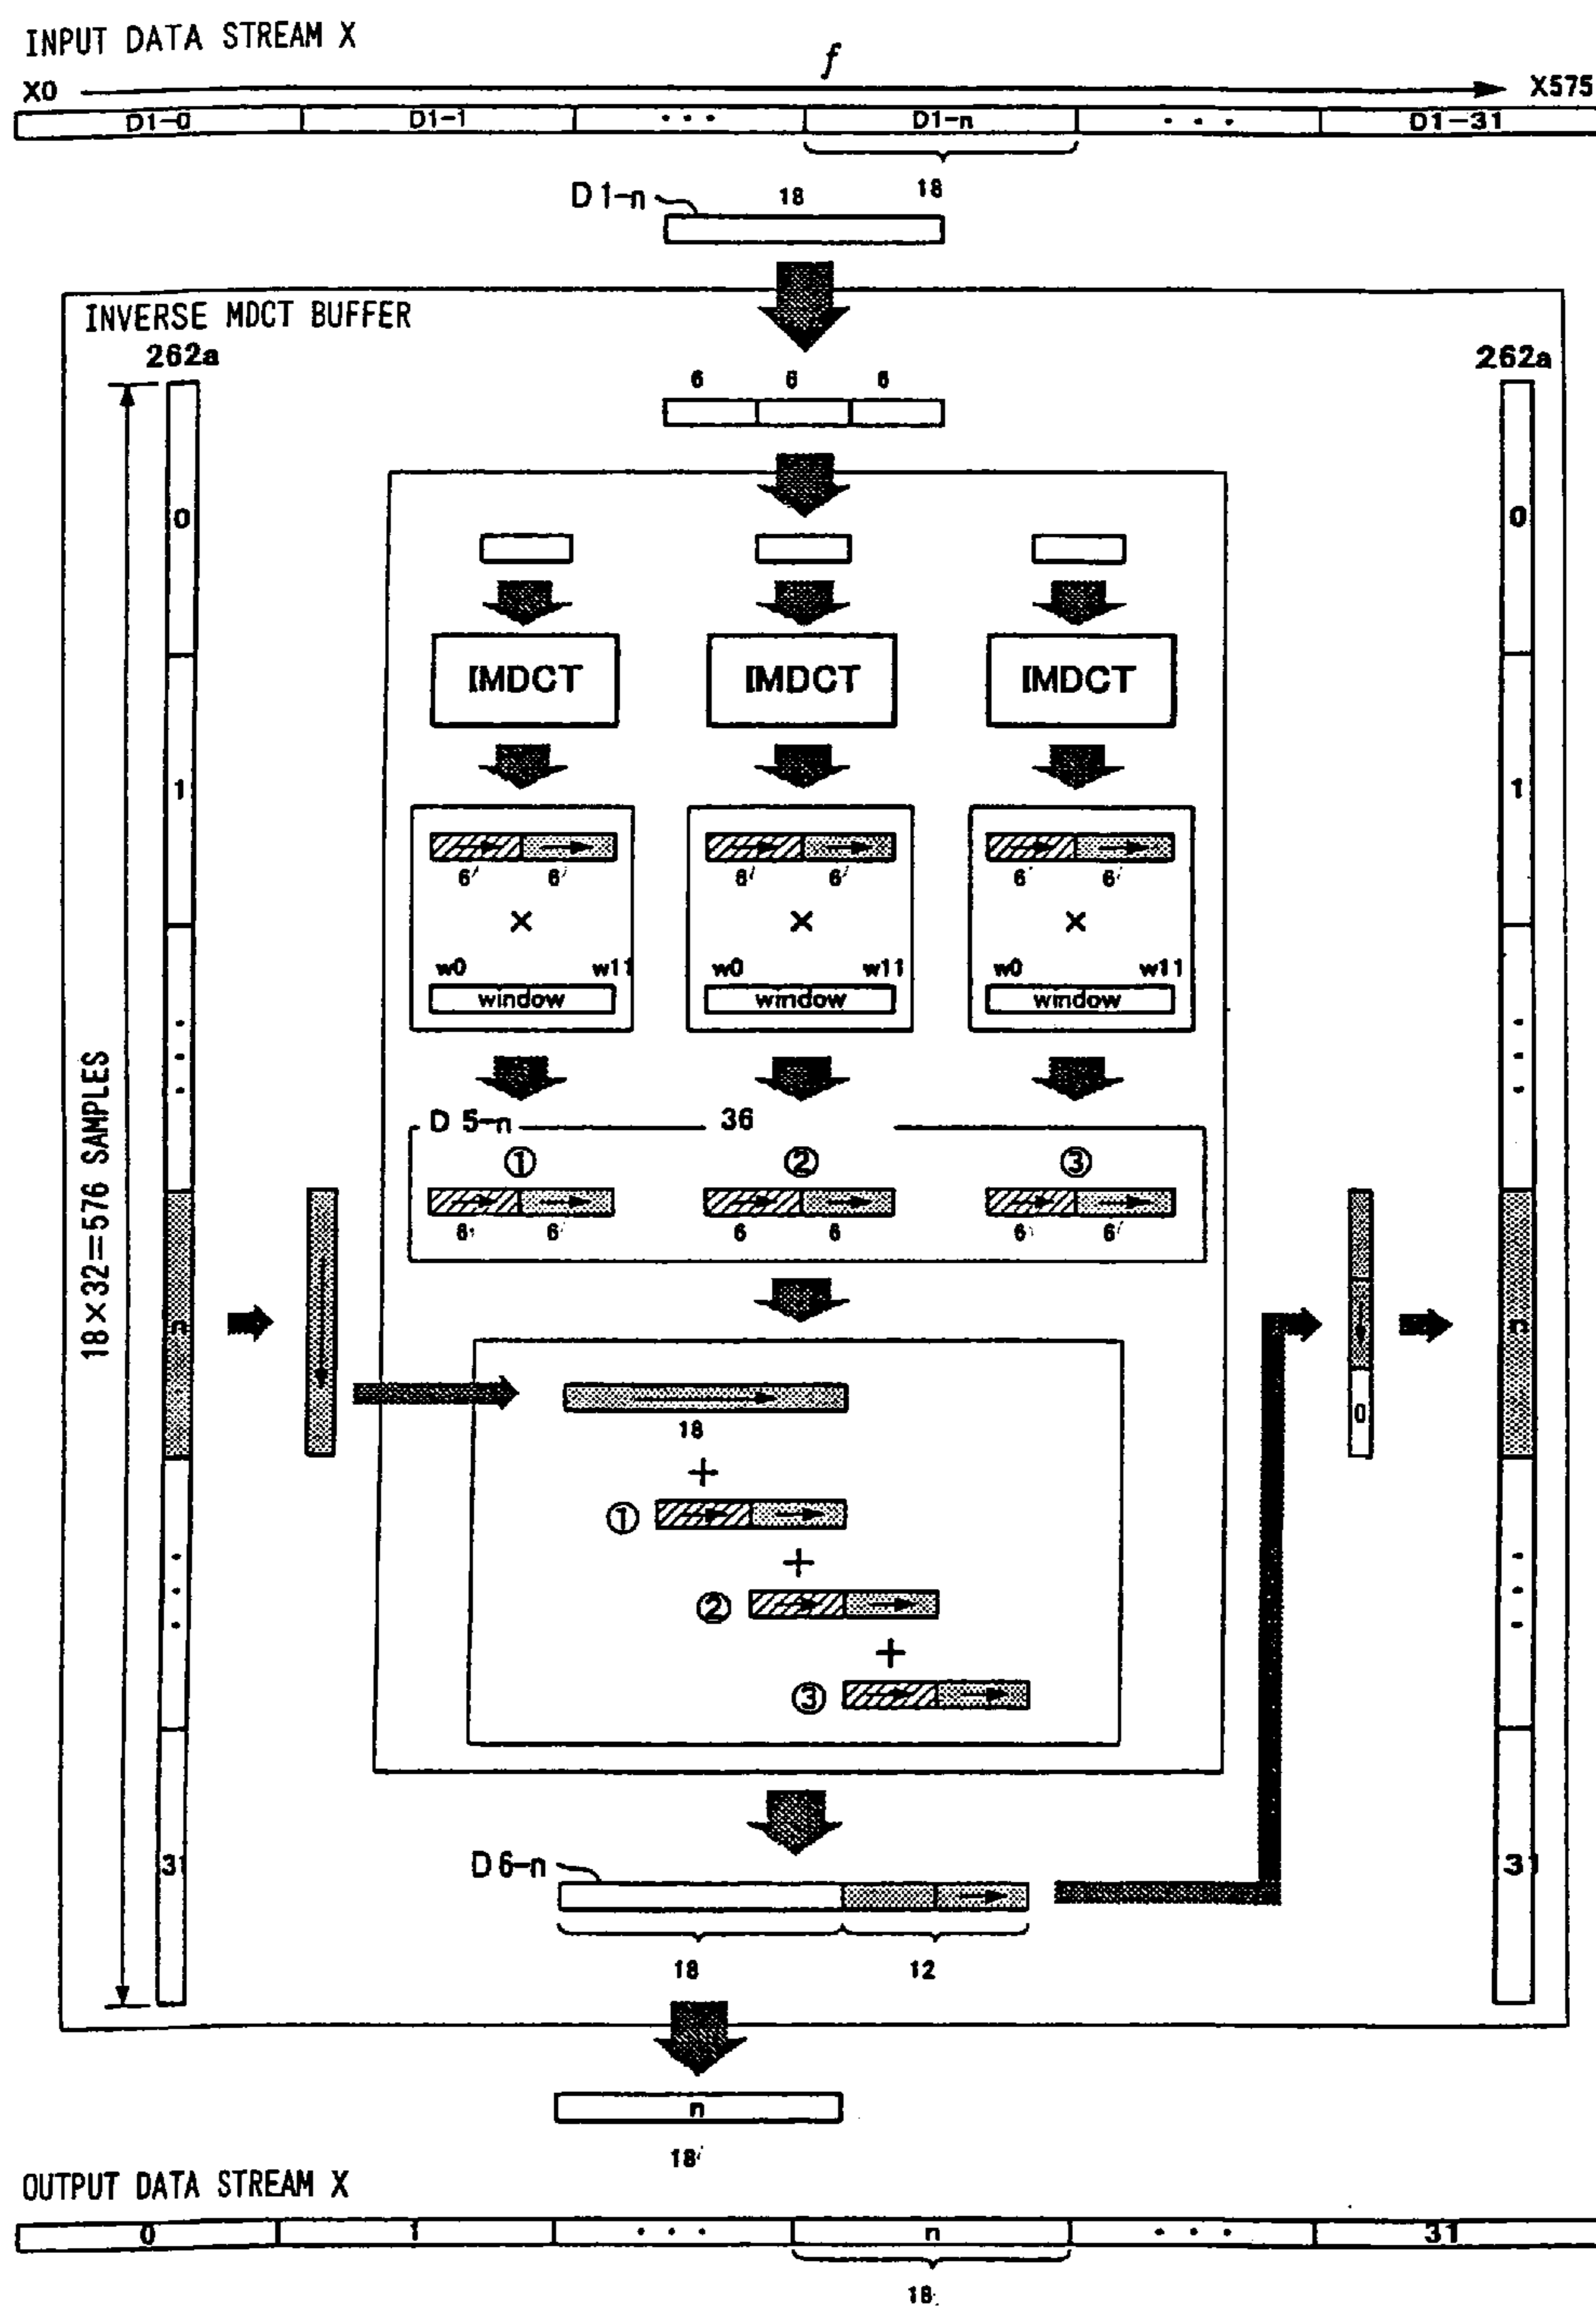 INPUT DATA STREAM X
f
X0 X575
D1-0 D1-1 ... D1-n ... D1-31
18
D1-n 18
INVERSE MDCT BUFFER
262a 262a
6 6 6
0 0
IMDCT IMDCT IMDCT
1 1
6 6 6 6 6 6
× × ×
w0 w11 w0 w11 w0 w11
window window window
18×32=576 SAMPLES
D5-n 36
① ② ③
6 6 6 6 6 6
n n
18
0
+
①
+
②
+
③
31 31
D6-n
18 12
n
18
OUTPUT DATA STREAM X
0 1 ... n ... 31
18